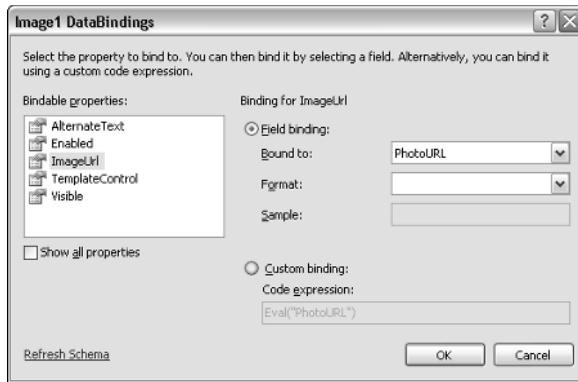 Image1 DataBindings
Select the property to bind to. You can then bind it by selecting a field. Alternatively, you can bind it
using a custom code expression.
Bindable properties:
AlternateText
Enabled
ImageUrl
TemplateControl
Visible
Show all properties
Binding for ImageUrl
Field binding:
Bound to: PhotoURL
Format:
Sample:
Custom binding:
Code expression:
Eval("PhotoURL")
Refresh Schema
OK Cancel